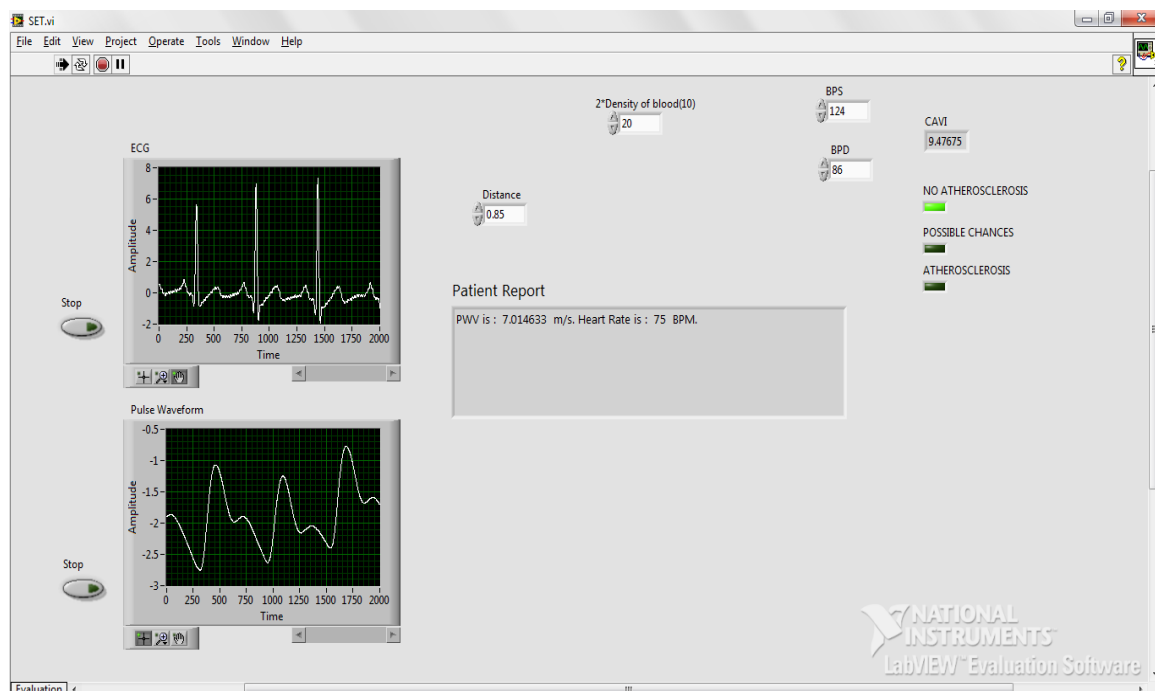 SET.vi
File Edit View Project Operate Tools Window Help
2*Density of blood(10)
20
BPS
124
CAVI
9.47675
BPD
86
Distance
0.85
NO ATHEROSCLEROSIS
POSSIBLE CHANCES
ATHEROSCLEROSIS
ECG
Amplitude
8
6
4
2
0
-2
0 250 500 750 1000 1250 1500 1750 2000
Time
Stop
Patient Report
PWV is : 7.014633 m/s. Heart Rate is : 75 BPM.
Pulse Waveform
Amplitude
-0.5
-1
-1.5
-2
-2.5
-3
0 250 500 750 1000 1250 1500 1750 2000
Time
Stop
NATIONAL
INSTRUMENTS
LabVIEW™ Evaluation Software
Evaluation